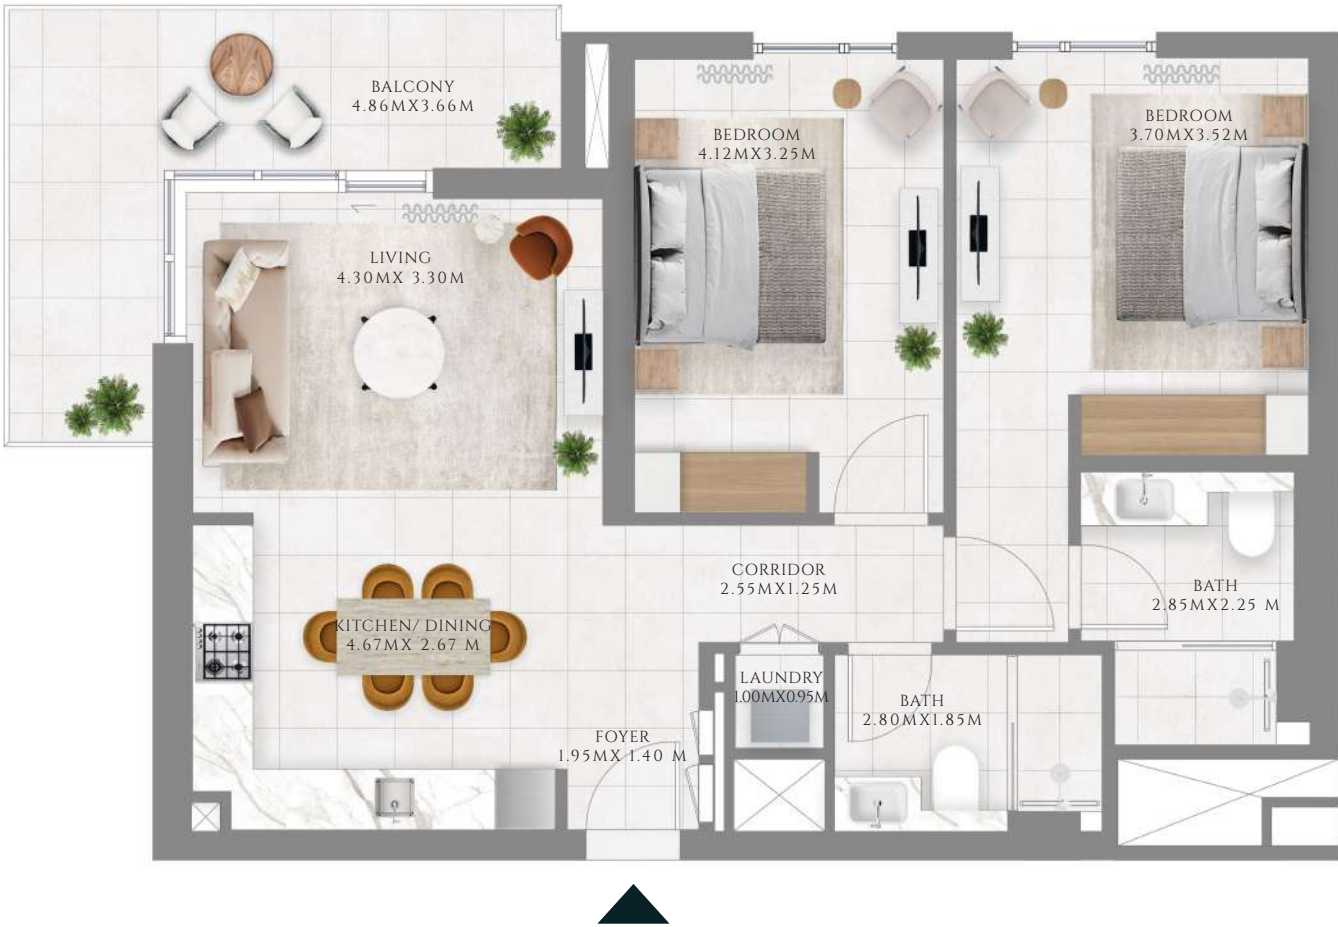 BALCONY
4.86MX3.66M
BEDROOM
4.12MX3.25M
BEDROOM
3.70MX3.52M
LIVING
4.30MX 3.30M
CORRIDOR
2.55MX1.25M
BATH
2.85MX2.25 M
KITCHEN/ DINING
4.67MX 2.67 M
LAUNDRY
1.00MX0.95M
BATH
2.80MX1.85M
FOYER
1.95MX 1.40 M